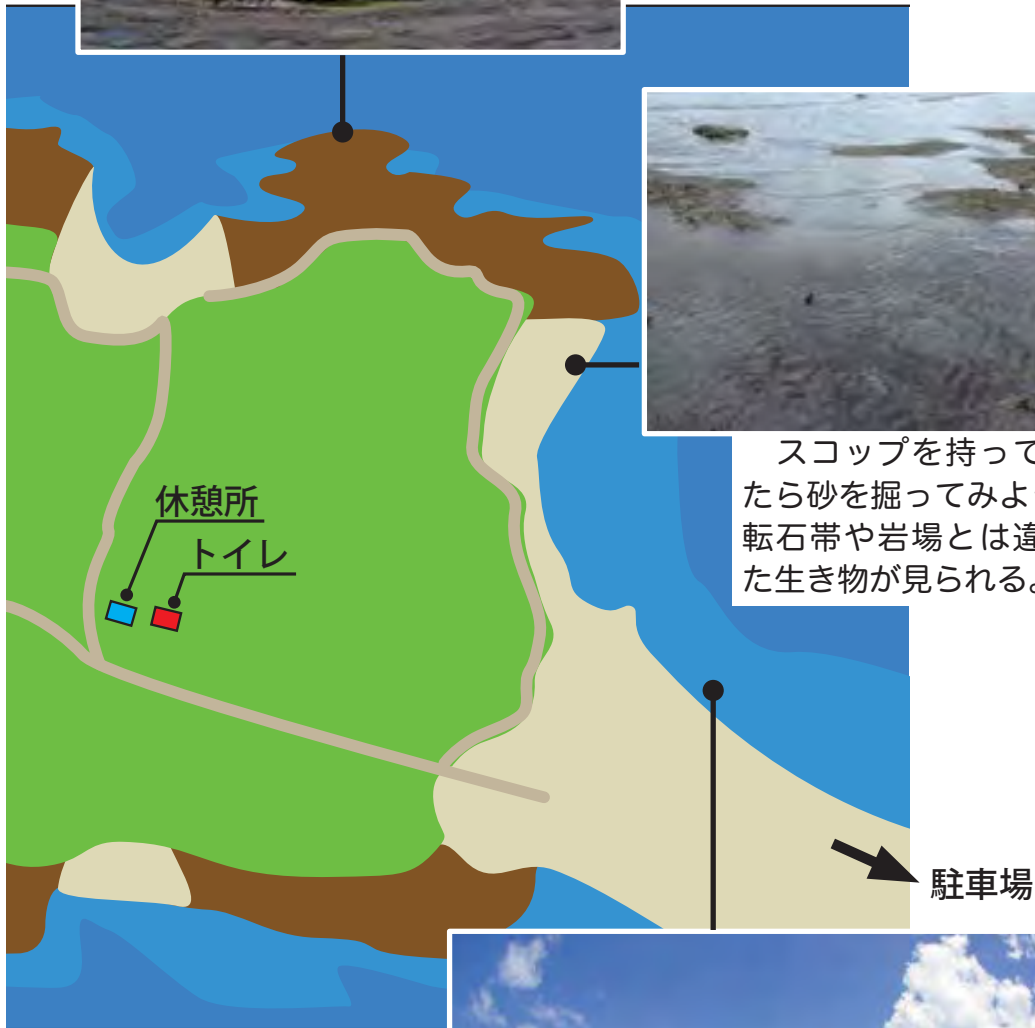 スコップを持って
たら砂を掘ってみよ
転石帯や岩場とは違
た生き物が見られる。
休憩所
トイレ
駐車場